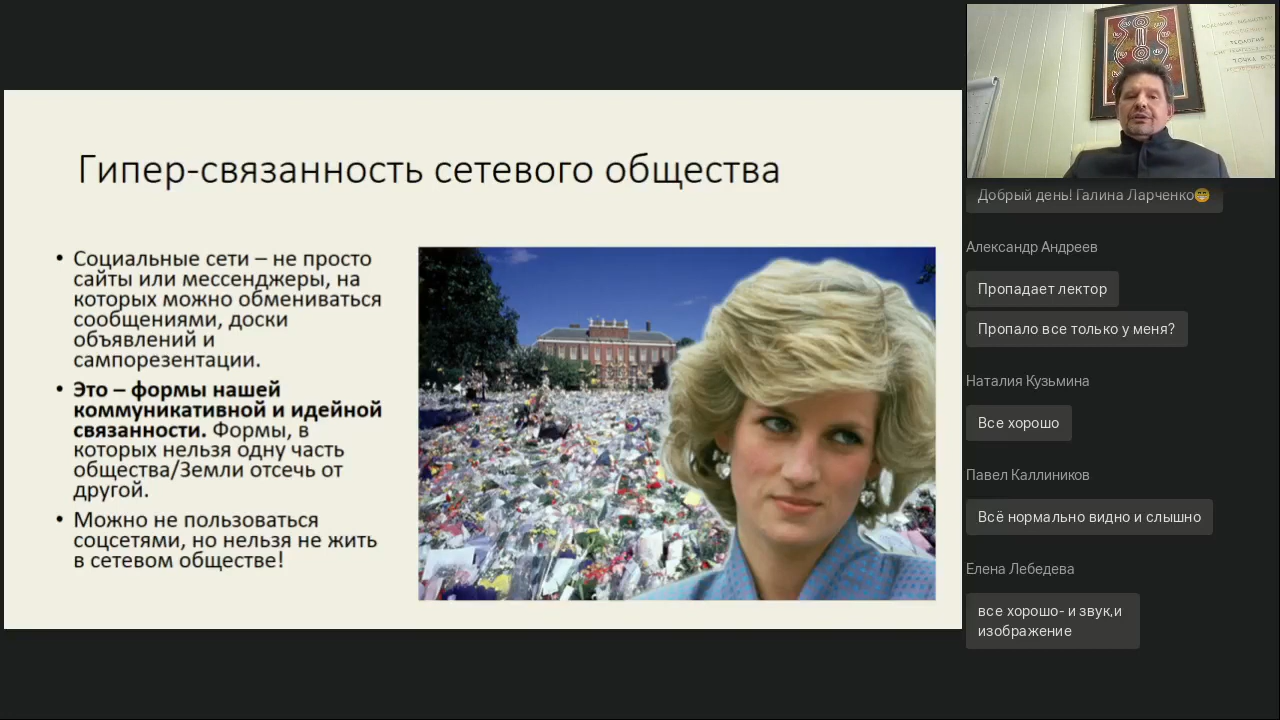 Гипер-связанность сетевого общества
• Социальные сети – не просто
сайты или мессенджеры, на
которых можно обмениваться
сообщениями, доски
объявлений и
сампорезентации.
• Это – формы нашей
коммуникативной и идейной
связанности. Формы, в
которых нельзя одну часть
общества/Земли отсечь от
другой.
• Можно не пользоваться
соцсетями, но нельзя не жить
в сетевом обществе!
ТЕОЛОГИЯ
ТОЧКА
Добрый день! Галина Ларченко😁
Александр Андреев
Пропадает лектор
Пропало все только у меня?
Наталия Кузьмина
Все хорошо
Павел Каллиников
Всё нормально видно и слышно
Елена Лебедева
все хорошо- и звук,и
изображение